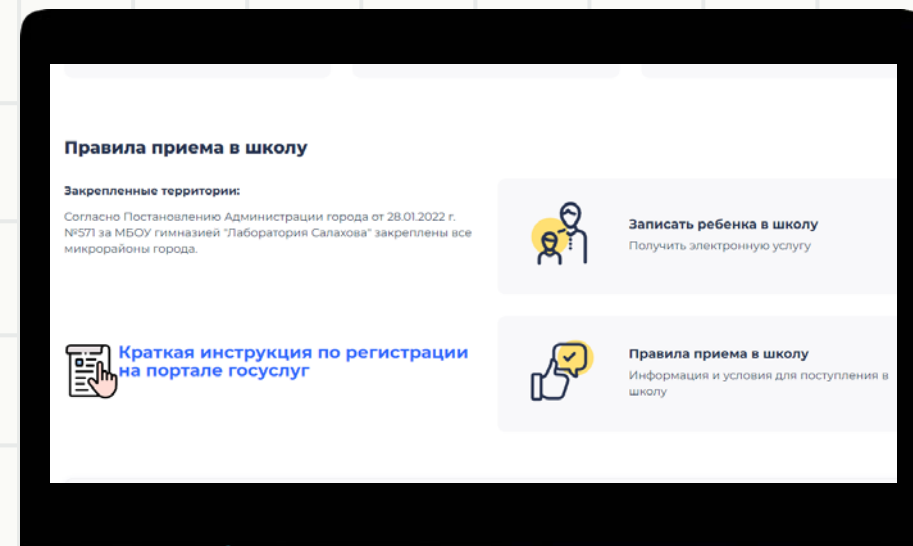 Правила приема в школу
Закрепленные территории:
Согласно Постановлению Администрации города от 28.01.2022 г.
№571 за МБОУ гимназией "Лаборатория Салахова" закреплены все
микрорайоны города.
Записать ребенка в школу
Получить электронную услугу
Краткая инструкция по регистрации
на портале госуслуг
Правила приема в школу
Информация и условия для поступления в
школу